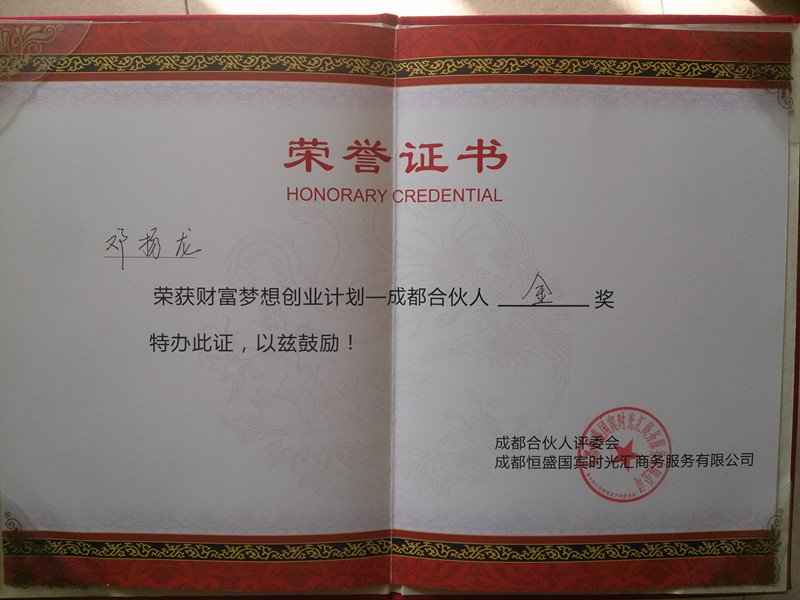 荣誉证书
HONORARY CREDENTIAL
邓扬龙
荣获财富梦想创业计划—成都合伙人 金 奖
特办此证，以兹鼓励！
成都合伙人评委会
成都恒盛国宾时光汇商务服务有限公司